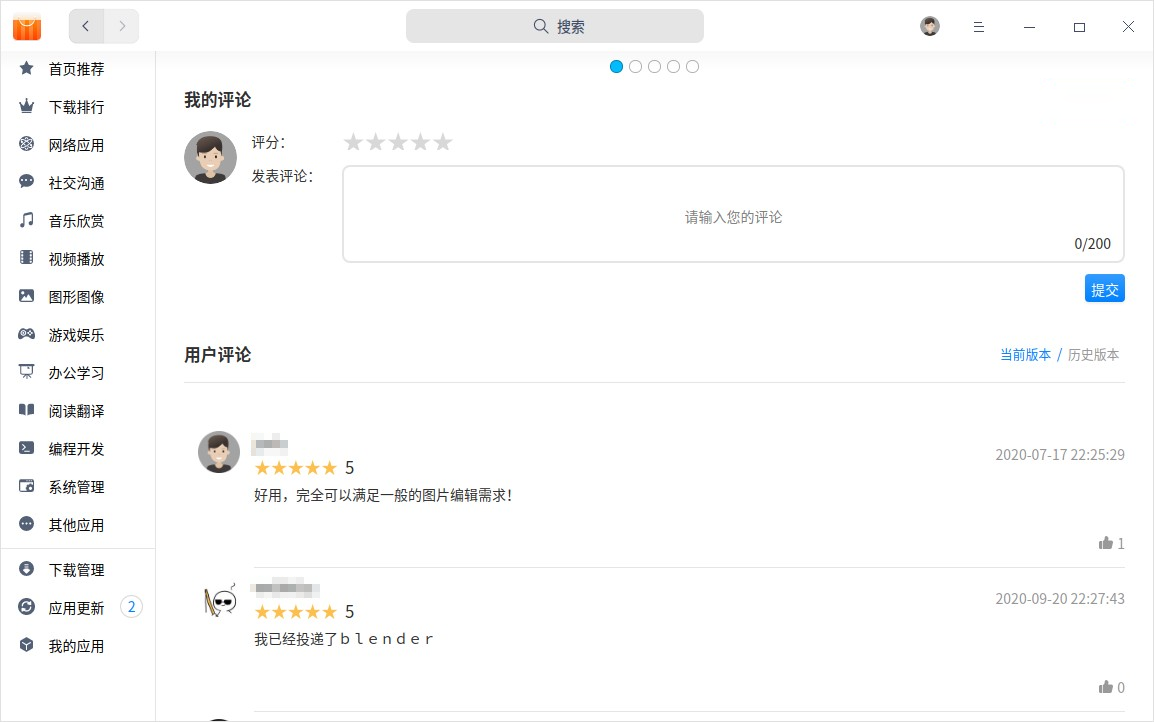 搜索
首页推荐
下载排行
网络应用
社交沟通
音乐欣赏
视频播放
图形图像
游戏娱乐
办公学习
阅读翻译
编程开发
系统管理
其他应用
下载管理
应用更新 2
我的应用
我的评论
评分：
发表评论：
请输入您的评论
0/200
提交
用户评论
当前版本 / 历史版本
2020-07-17 22:25:29
5
好用，完全可以满足一般的图片编辑需求！
1
2020-09-20 22:27:43
5
我已经投递了ｂｌｅｎｄｅｒ
0